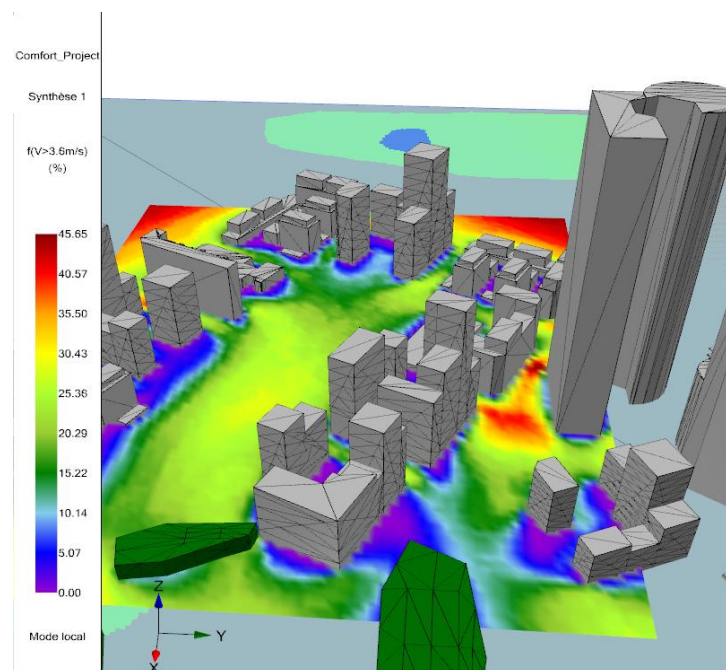 Comfort_Project
Synthèse 1
f(V>3.6m/s)
(%)
45.65
40.57
35.50
30.43
25.36
20.29
15.22
10.14
5.07
0.00
Mode local
Z
Y
X